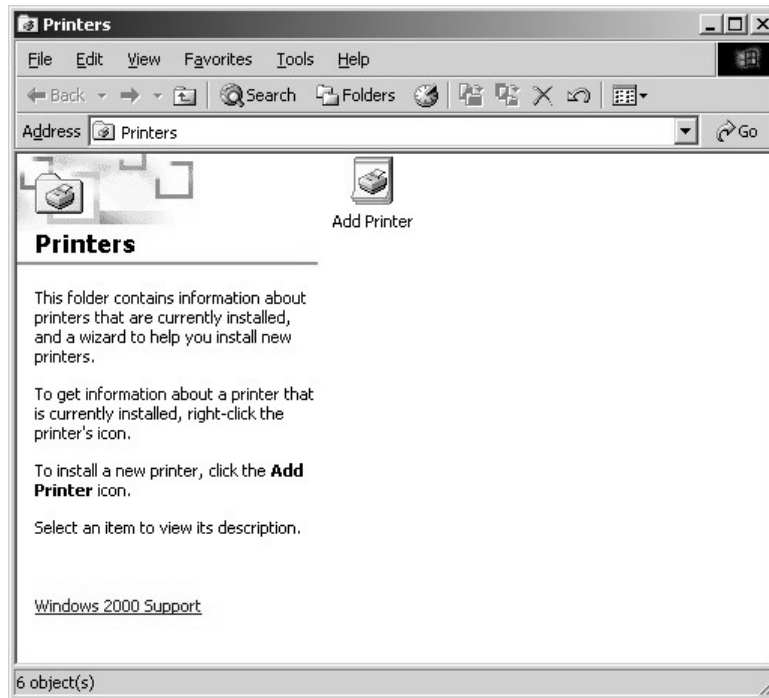 Printers
File Edit View Favorites Tools Help
Back Search Folders
Address Printers Go
Add Printer
Printers
This folder contains information about
printers that are currently installed,
and a wizard to help you install new
printers.
To get information about a printer that
is currently installed, right-click the
printer's icon.
To install a new printer, click the Add
Printer icon.
Select an item to view its description.
Windows 2000 Support
6 object(s)